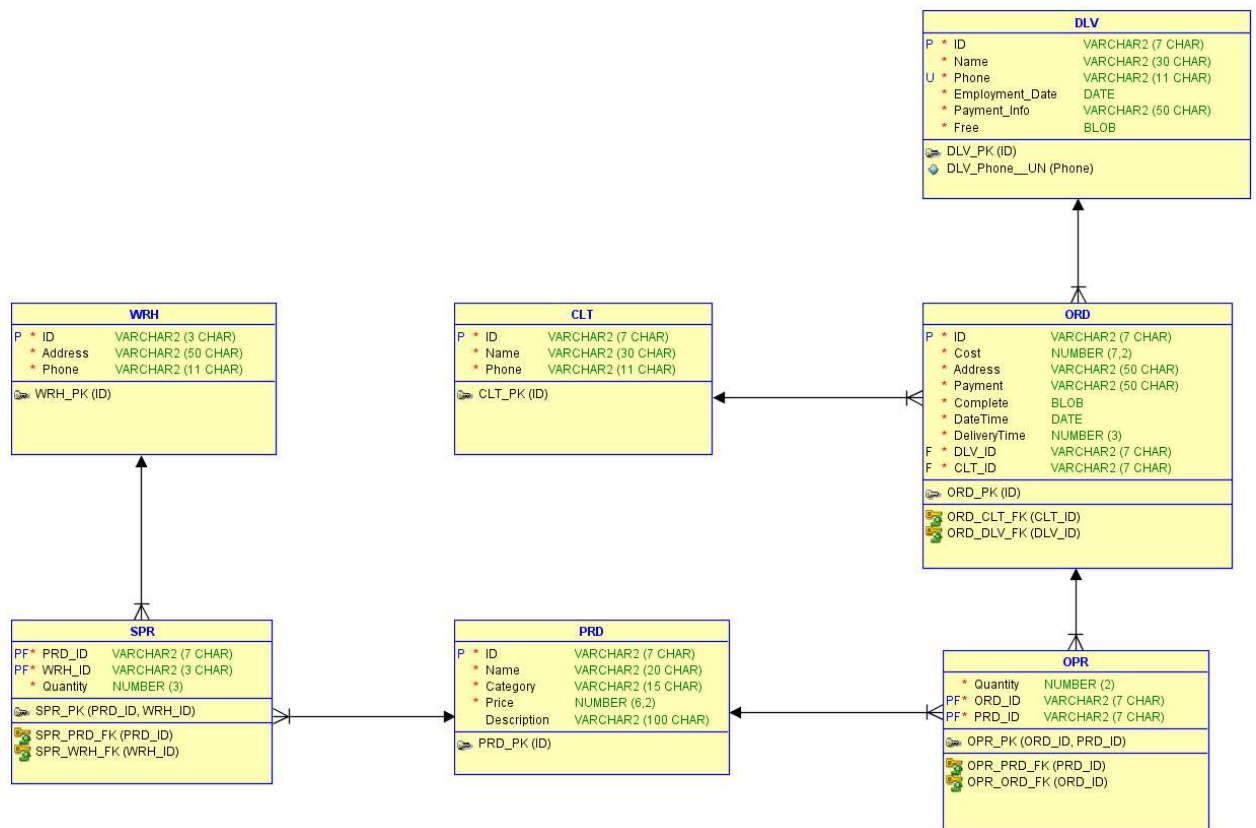 DLV
P * ID VARCHAR2 (7 CHAR)
* Name VARCHAR2 (30 CHAR)
U * Phone VARCHAR2 (11 CHAR)
* Employment_Date DATE
* Payment_Info VARCHAR2 (50 CHAR)
* Free BLOB
DLV_PK (ID)
DLV_Phone__UN (Phone)
WRH
P * ID VARCHAR2 (3 CHAR)
* Address VARCHAR2 (50 CHAR)
* Phone VARCHAR2 (11 CHAR)
WRH_PK (ID)
CLT
P * ID VARCHAR2 (7 CHAR)
* Name VARCHAR2 (30 CHAR)
* Phone VARCHAR2 (11 CHAR)
CLT_PK (ID)
ORD
P * ID VARCHAR2 (7 CHAR)
* Cost NUMBER (7,2)
* Address VARCHAR2 (50 CHAR)
* Payment VARCHAR2 (50 CHAR)
* Complete BLOB
* DateTime DATE
* DeliveryTime NUMBER (3)
F * DLV_ID VARCHAR2 (7 CHAR)
F * CLT_ID VARCHAR2 (7 CHAR)
ORD_PK (ID)
ORD_CLT_FK (CLT_ID)
ORD_DLV_FK (DLV_ID)
SPR
PF* PRD_ID VARCHAR2 (7 CHAR)
PF* WRH_ID VARCHAR2 (3 CHAR)
* Quantity NUMBER (3)
SPR_PK (PRD_ID, WRH_ID)
SPR_PRD_FK (PRD_ID)
SPR_WRH_FK (WRH_ID)
PRD
P * ID VARCHAR2 (7 CHAR)
* Name VARCHAR2 (20 CHAR)
* Category VARCHAR2 (15 CHAR)
* Price NUMBER (6,2)
Description VARCHAR2 (100 CHAR)
PRD_PK (ID)
OPR
* Quantity NUMBER (2)
PF* ORD_ID VARCHAR2 (7 CHAR)
PF* PRD_ID VARCHAR2 (7 CHAR)
OPR_PK (ORD_ID, PRD_ID)
OPR_PRD_FK (PRD_ID)
OPR_ORD_FK (ORD_ID)